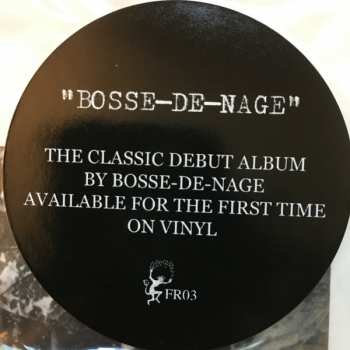 "BOSSE-DE-NAGE"
THE CLASSIC DEBUT ALBUM
BY BOSSE-DE-NAGE
AVAILABLE FOR THE FIRST TIME
ON VINYL
FR03